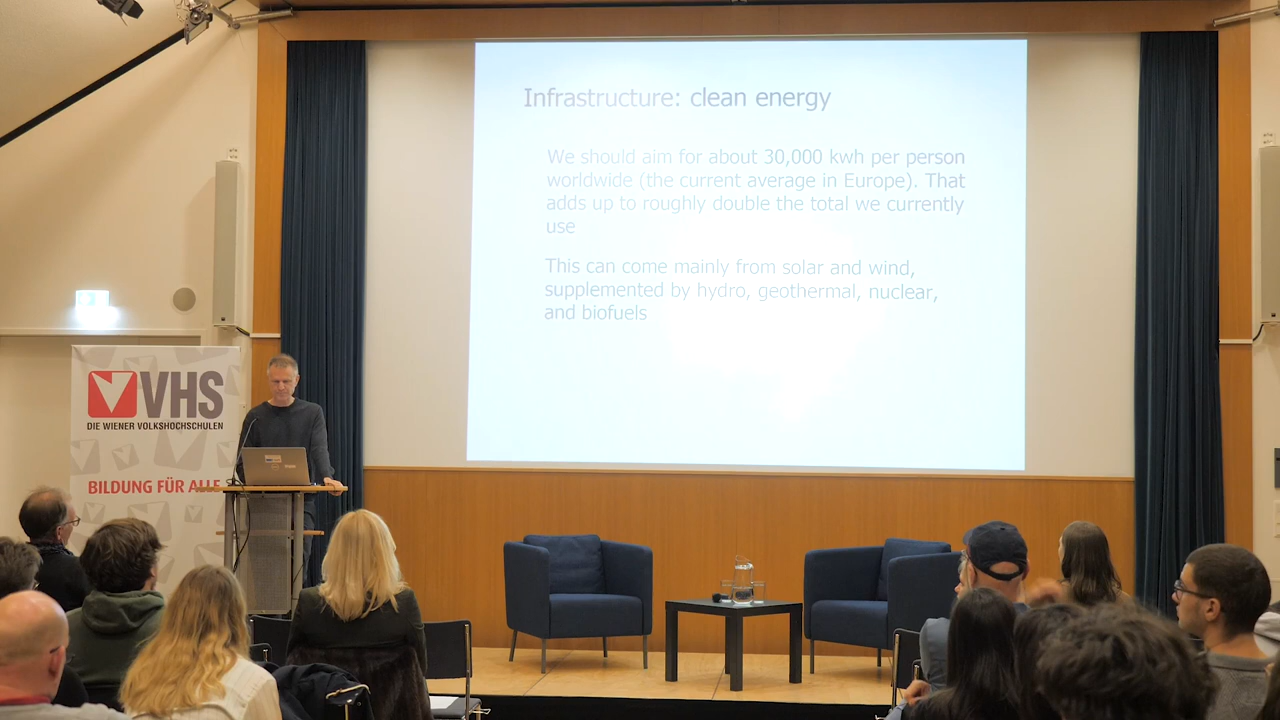 Infrastructure: clean energy
We should aim for about 30,000 kwh per person
worldwide (the current average in Europe). That
adds up to roughly double the total we currently
use
This can come mainly from solar and wind,
supplemented by hydro, geothermal, nuclear,
and biofuels
VHS
DIE WIENER VOLKSHOCHSCHULEN
BILDUNG FÜR ALLE